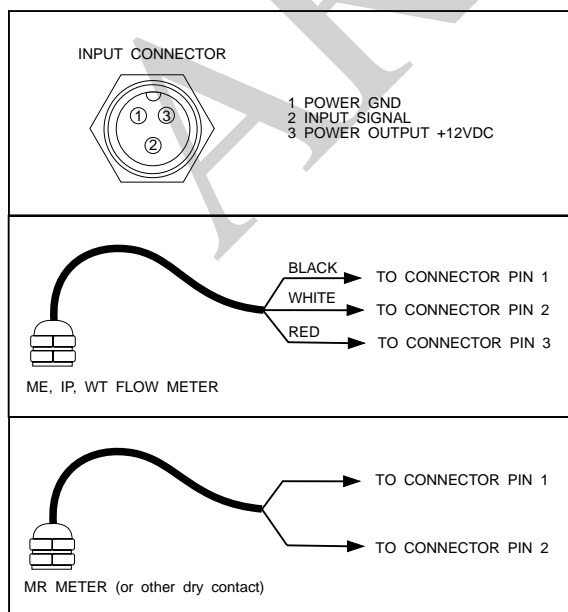 INPUT CONNECTOR
1 3
2
1 POWER GND
2 INPUT SIGNAL
3 POWER OUTPUT +12VDC
BLACK TO CONNECTOR PIN 1
WHITE TO CONNECTOR PIN 2
RED TO CONNECTOR PIN 3
ME, IP, WT FLOW METER
TO CONNECTOR PIN 1
TO CONNECTOR PIN 2
MR METER (or other dry contact)